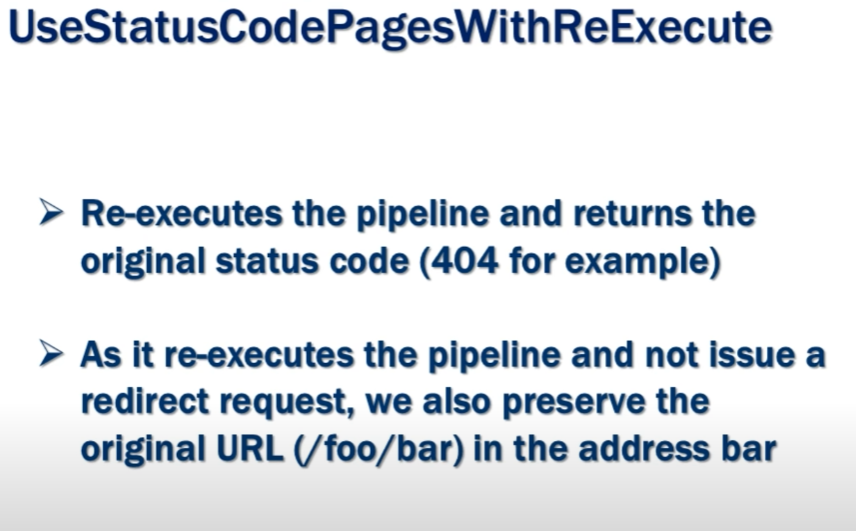 UseStatusCodePagesWithReExecute
➢ Re-executes the pipeline and returns the
original status code (404 for example)
➢ As it re-executes the pipeline and not issue a
redirect request, we also preserve the
original URL (/foo/bar) in the address bar